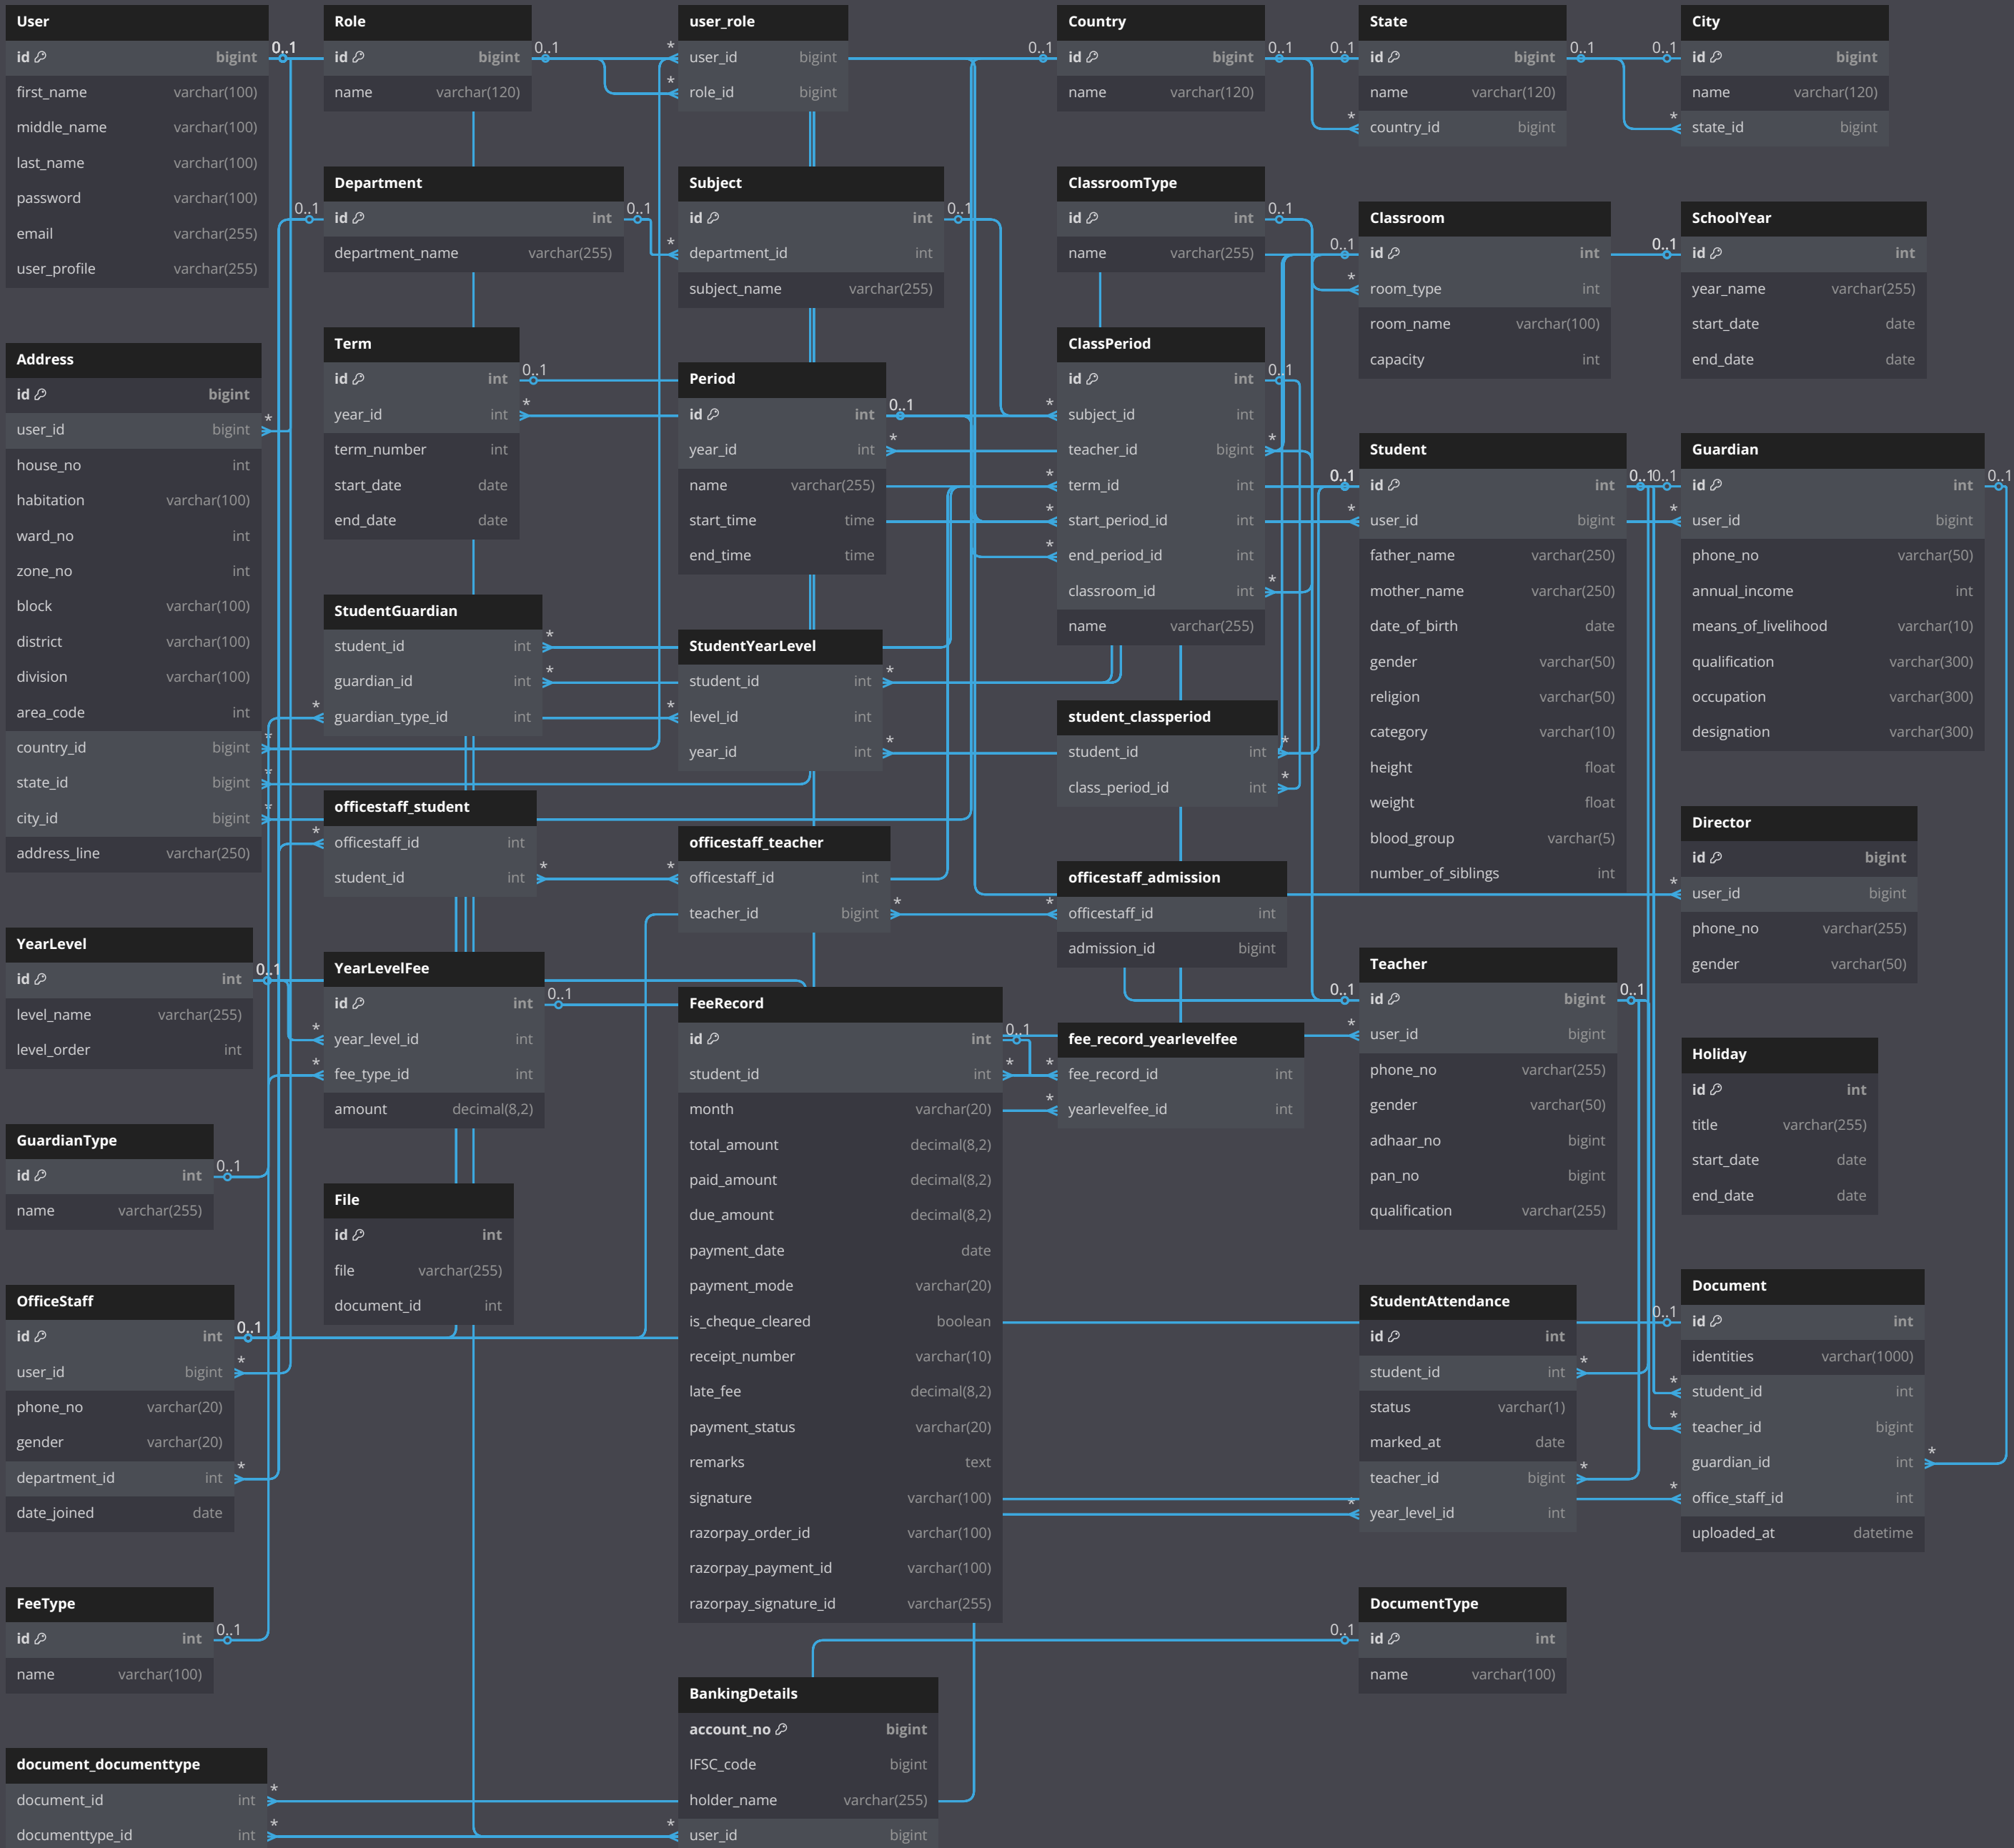 User
id bigint
first_name varchar(100)
middle_name varchar(100)
last_name varchar(100)
password varchar(100)
email varchar(255)
user_profile varchar(255)
Role
id bigint
name varchar(120)
user_role
user_id bigint
role_id bigint
Country
id bigint
name varchar(120)
State
id bigint
name varchar(120)
country_id bigint
City
id bigint
name varchar(120)
state_id bigint
Department
id int
department_name varchar(255)
Subject
id int
department_id int
subject_name varchar(255)
ClassroomType
id int
name varchar(255)
Classroom
id int
room_type int
room_name varchar(100)
capacity int
SchoolYear
id int
year_name varchar(255)
start_date date
end_date date
Address
id bigint
user_id bigint
house_no int
habitation varchar(100)
ward_no int
zone_no int
block varchar(100)
district varchar(100)
division varchar(100)
area_code int
country_id bigint
state_id bigint
city_id bigint
address_line varchar(250)
Term
id int
year_id int
term_number int
start_date date
end_date date
Period
id int
year_id int
name varchar(255)
start_time time
end_time time
ClassPeriod
id int
subject_id int
teacher_id bigint
term_id int
start_period_id int
end_period_id int
classroom_id int
name varchar(255)
Student
id int
user_id bigint
father_name varchar(250)
mother_name varchar(250)
date_of_birth date
gender varchar(50)
religion varchar(50)
category varchar(10)
height float
weight float
blood_group varchar(5)
number_of_siblings int
Guardian
id int
user_id bigint
phone_no varchar(50)
annual_income int
means_of_livelihood varchar(10)
qualification varchar(300)
occupation varchar(300)
designation varchar(300)
StudentGuardian
student_id int
guardian_id int
guardian_type_id int
StudentYearLevel
student_id int
level_id int
year_id int
student_classperiod
student_id int
class_period_id int
officestaff_student
officestaff_id int
student_id int
officestaff_teacher
officestaff_id int
teacher_id bigint
officestaff_admission
officestaff_id int
admission_id bigint
Director
id bigint
user_id bigint
phone_no varchar(255)
gender varchar(50)
YearLevel
id int
level_name varchar(255)
level_order int
YearLevelFee
id int
year_level_id int
fee_type_id int
amount decimal(8,2)
FeeRecord
id int
student_id int
month varchar(20)
total_amount decimal(8,2)
paid_amount decimal(8,2)
due_amount decimal(8,2)
payment_date date
payment_mode varchar(20)
is_cheque_cleared boolean
receipt_number varchar(10)
late_fee decimal(8,2)
payment_status varchar(20)
remarks text
signature varchar(100)
razorpay_order_id varchar(100)
razorpay_payment_id varchar(100)
razorpay_signature_id varchar(255)
fee_record_yearlevelfee
fee_record_id int
yearlevelfee_id int
Teacher
id bigint
user_id bigint
phone_no varchar(255)
gender varchar(50)
adhaar_no bigint
pan_no bigint
qualification varchar(255)
Holiday
id int
title varchar(255)
start_date date
end_date date
GuardianType
id int
name varchar(255)
File
id int
file varchar(255)
document_id int
OfficeStaff
id int
user_id bigint
phone_no varchar(20)
gender varchar(20)
department_id int
date_joined date
StudentAttendance
id int
student_id int
status varchar(1)
marked_at date
teacher_id bigint
year_level_id int
Document
id int
identities varchar(1000)
student_id int
teacher_id bigint
guardian_id int
office_staff_id int
uploaded_at datetime
FeeType
id int
name varchar(100)
DocumentType
id int
name varchar(100)
BankingDetails
account_no bigint
IFSC_code bigint
holder_name varchar(255)
user_id bigint
document_documenttype
document_id int
documenttype_id int